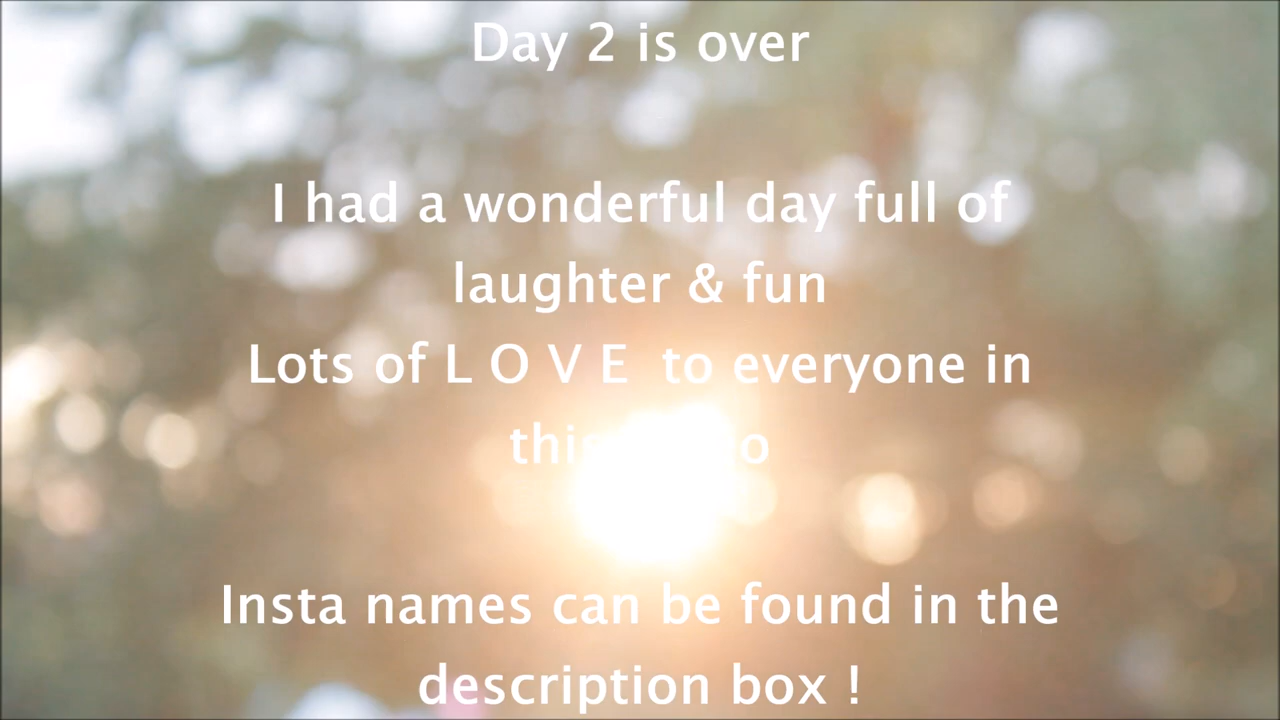 Day 2 is over
I had a wonderful day full of
laughter & fun
Lots of L O V E to everyone in
Insta names can be found in the
description box !